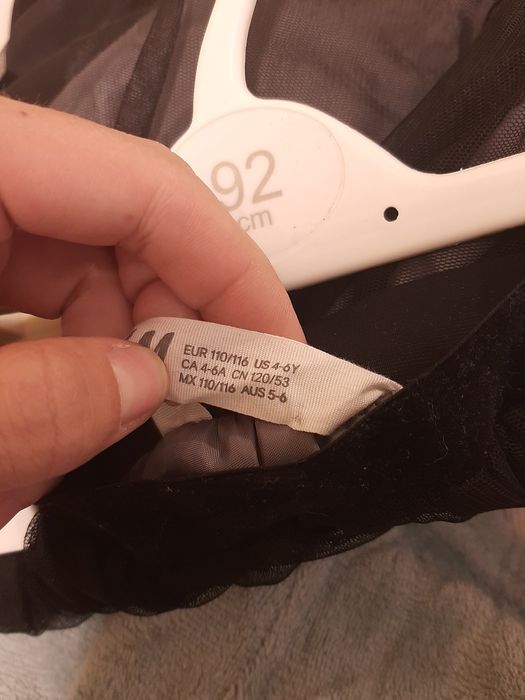 92
cm
EUR 110/116 US 4-6Y
CA 4-6A CN 120/53
MX 110/116 AUS 5-6